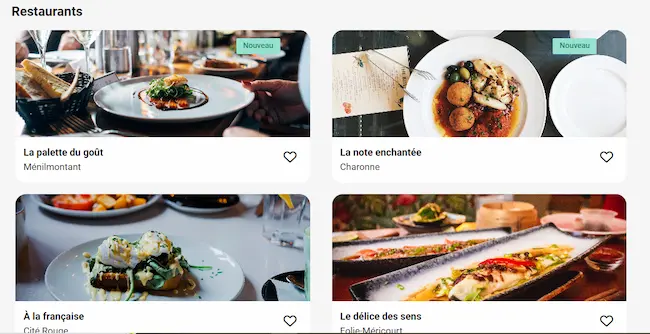 Restaurants
Nouveau
Nouveau
La palette du goût
Ménilmontant
La note enchantée
Charonne
À la française
Cité Rouge
Le délice des sens
Folie-Méricourt